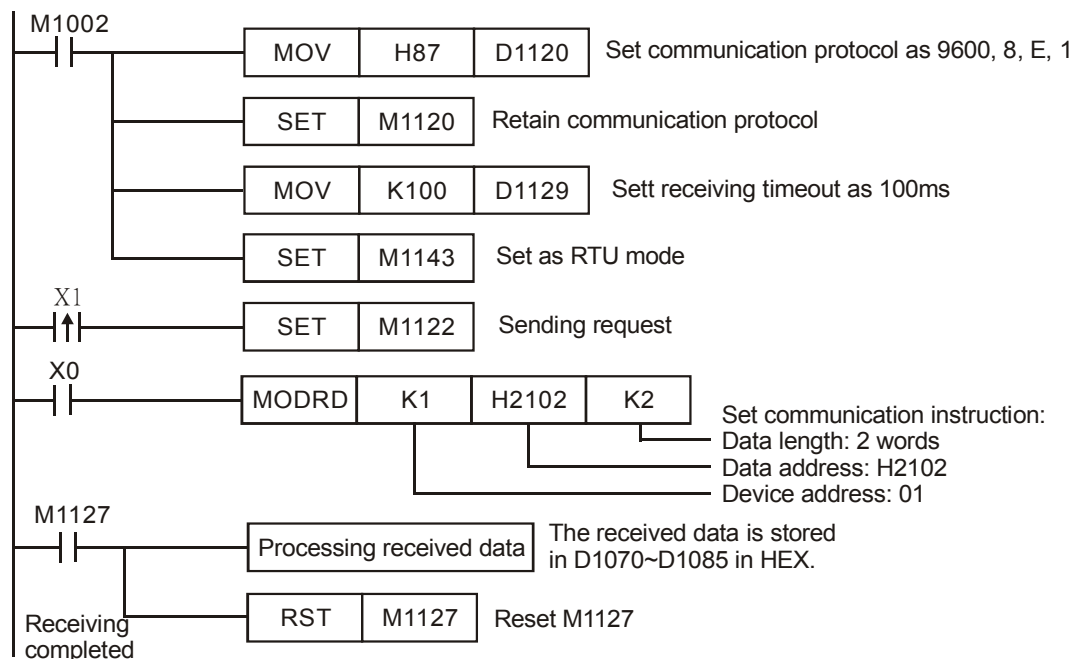 M1002
MOV H87 D1120 Set communication protocol as 9600, 8, E, 1
SET M1120 Retain communication protocol
MOV K100 D1129 Sett receiving timeout as 100ms
SET M1143 Set as RTU mode
X1
SET M1122 Sending request
X0
MODRD K1 H2102 K2
Set communication instruction:
Data length: 2 words
Data address: H2102
Device address: 01
M1127
Processing received data
The received data is stored
in D1070~D1085 in HEX.
RST M1127 Reset M1127
Receiving
completed